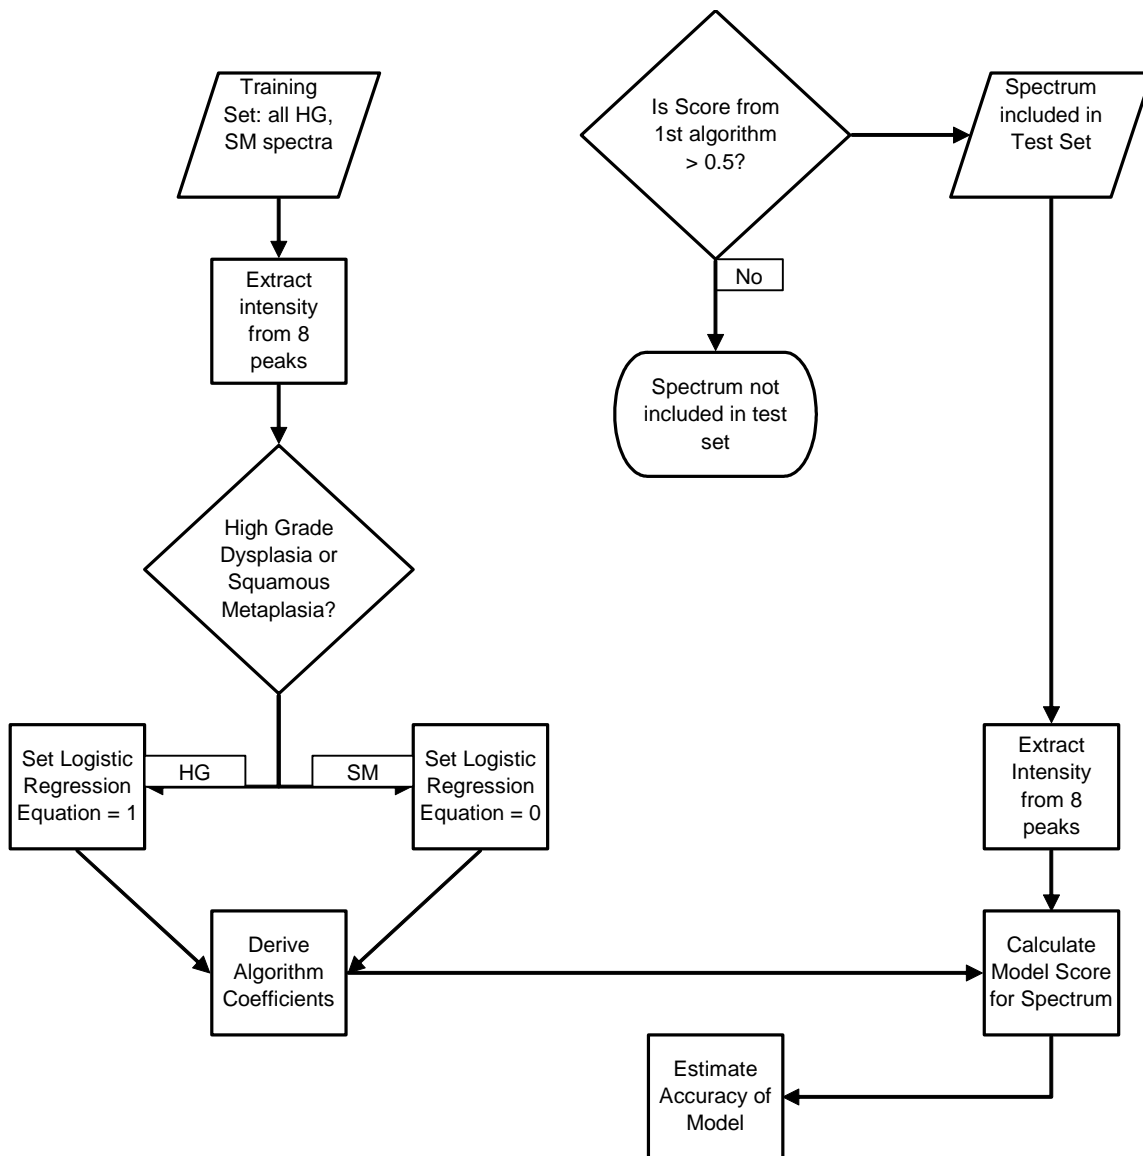 Training
Set: all HG,
SM spectra
Extract
intensity
from 8
peaks
High Grade
Dysplasia or
Squamous
Metaplasia?
HG
SM
Set Logistic
Regression
Equation = 1
Set Logistic
Regression
Equation = 0
Derive
Algorithm
Coefficients
Is Score from
1st algorithm
> 0.5?
No
Spectrum not
included in test
set
Spectrum
included in
Test Set
Extract
Intensity
from 8
peaks
Calculate
Model Score
for Spectrum
Estimate
Accuracy of
Model